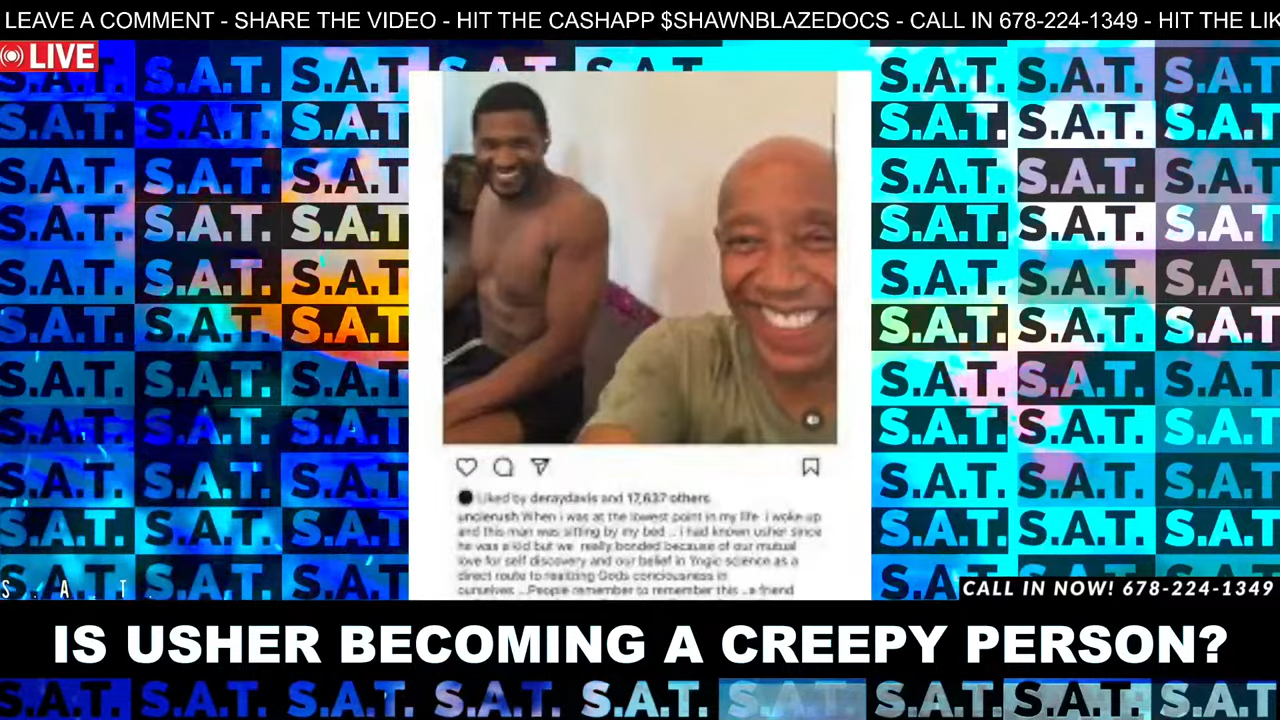 LEAVE A COMMENT - SHARE THE VIDEO - HIT THE CASHAPP $SHAWNBLAZEDOCS - CALL IN 678-224-1349 - HIT THE LIK
LIVE
S.A.T. S.A.T. S.A.T. S.A.T. S.A.T. S.A.T. S.A.T. S.A.T.
S.A.T. S.A.T. S.A.T S.A.T. S.A.T. S.A.T
S.A.T. S.A.T. S.A.T S.A.T. S.A.T. S.A.T
S.A.T. S.A.T. S.A.T S.A.T. S.A.T. S.A.T
S.A.T. S.A.T. S.A.T S.A.T. S.A.T. S.A.T
S.A.T. S.A.T. S.A.T S.A.T. S.A.T. S.A.T
S.A.T. S.A.T. S.A.T S.A.T. S.A.T. S.A.T
S.A.T. S.A.T. S.A.T S.A.T. S.A.T. S.A.T
S.A.T. S.A.T. S.A.T S.A.T. S.A.T. S.A.T
Liked by deraydavis and 17,637 others
unclerush When i was at the lowest point in my life i woke up
and this man was sitting by my bed .. i had known usher since
he was a kid but we really bonded because of our mutual
love for self discovery and our belief in Yogic science as a
direct route to realizing Gods conciousness in
ourselves ...People remember to remember this .. a friend
S.A.T. S.A.T. S.A.T S.A.T. S.A.T. S.A.T
S. A. T.
CALL IN NOW! 678-224-1349
IS USHER BECOMING A CREEPY PERSON?
S.A.T. S.A.T. S.A.T. S.A.T. S.A.T. S.A.T. S.A.T. S.A.T. S.A.T